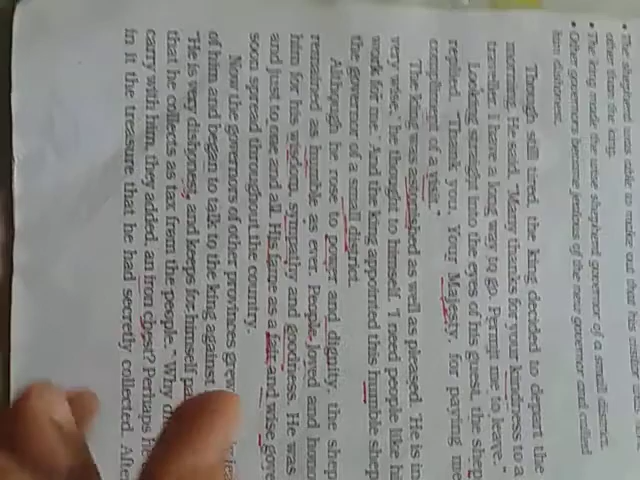 • The shepherd was able to make out that his visitor
other than the king.
• The king made the wise shepherd governor of a small district.
• Other governors became jealous of the new governor and called
him dishonest.
Though still tired, the king decided to depart the
morning. He said, "Many thanks for your kindness to a
traveller. I have a long way to go. Permit me to leave."
Looking straight into the eyes of his guest, the shep
replied, "Thank you, Your Majesty, for paying me
compliment of a visit."
The king was astonished as well as pleased. 'He is in
very wise,' he thought to himself. 'I need people like hi
work for me.' And the king appointed this humble shep
the governor of a small district.
Although he rose to power and dignity, the shep
remained as humble as ever. People loved and hono
him for his wisdom, sympathy and goodness. He was
and just to one and all. His fame as a fair and wise gove
soon spread throughout the country.
Now the governors of other provinces grew
of him and began to talk to the king against
"He is very dishonest, and keeps for himself pa
that he collects as tax from the people." Why
carry with him, they added, an iron chest? Perhaps he
in it the treasure that he had secretly collected. Afte